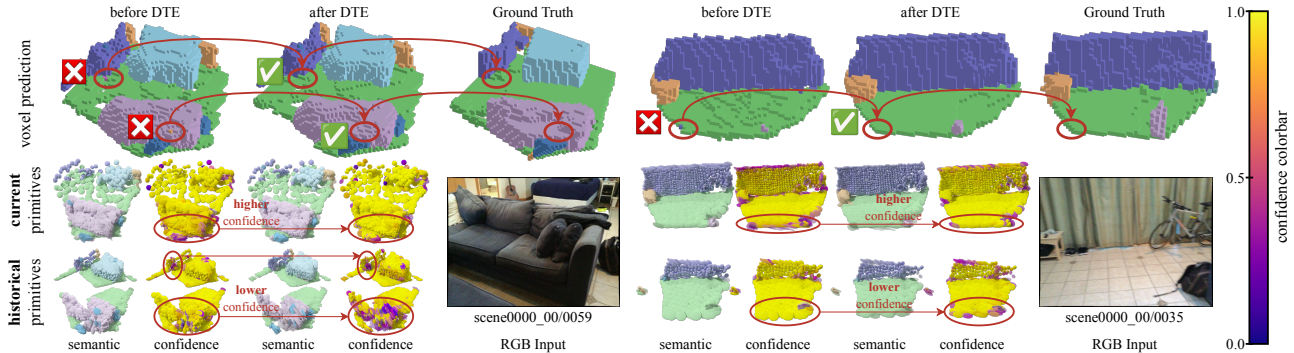 before DTE after DTE Ground Truth before DTE after DTE Ground Truth
1.0
voxel prediction
current
primitives
higher
confidence
higher
confidence
0.5
confidence colorbar
historical
primitives
lower
confidence
lower
confidence
scene0000_00/0059 scene0000_00/0035
0.0
semantic confidence semantic confidence RGB Input semantic confidence semantic confidence RGB Input